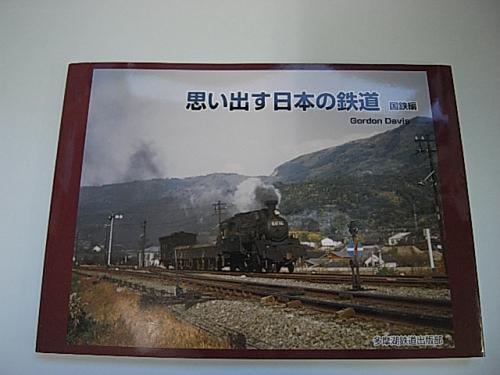 思い出す日本の鉄道 国鉄編
Gordon Davis
多摩湖鉄道出版部